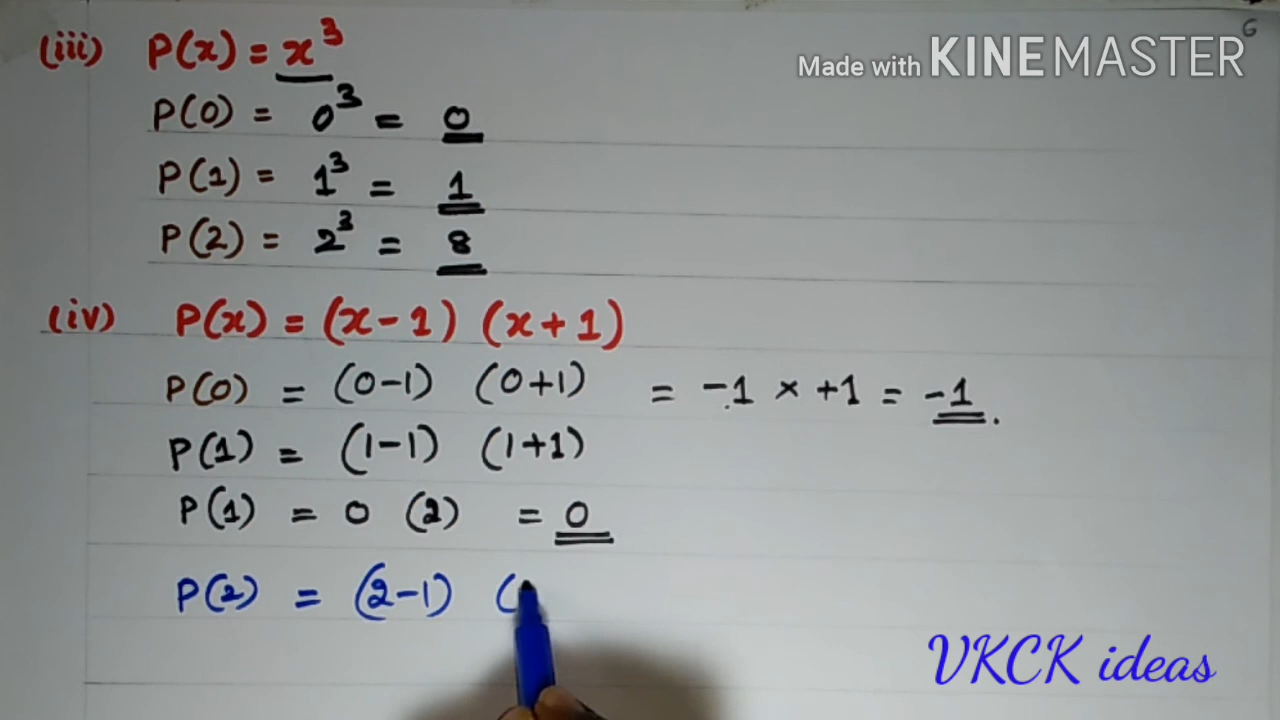 6
Made with KINEMASTER
(iii) P(x) = x³
P(0) = 0³ = 0
P(1) = 1³ = 1
P(2) = 2³ = 8
(iv) P(x) = (x-1) (x+1)
P(0) = (0-1) (0+1) = -1 × +1 = -1.
P(1) = (1-1) (1+1)
P(1) = 0 (2) = 0
P(2) = (2-1) (
VKCK ideas